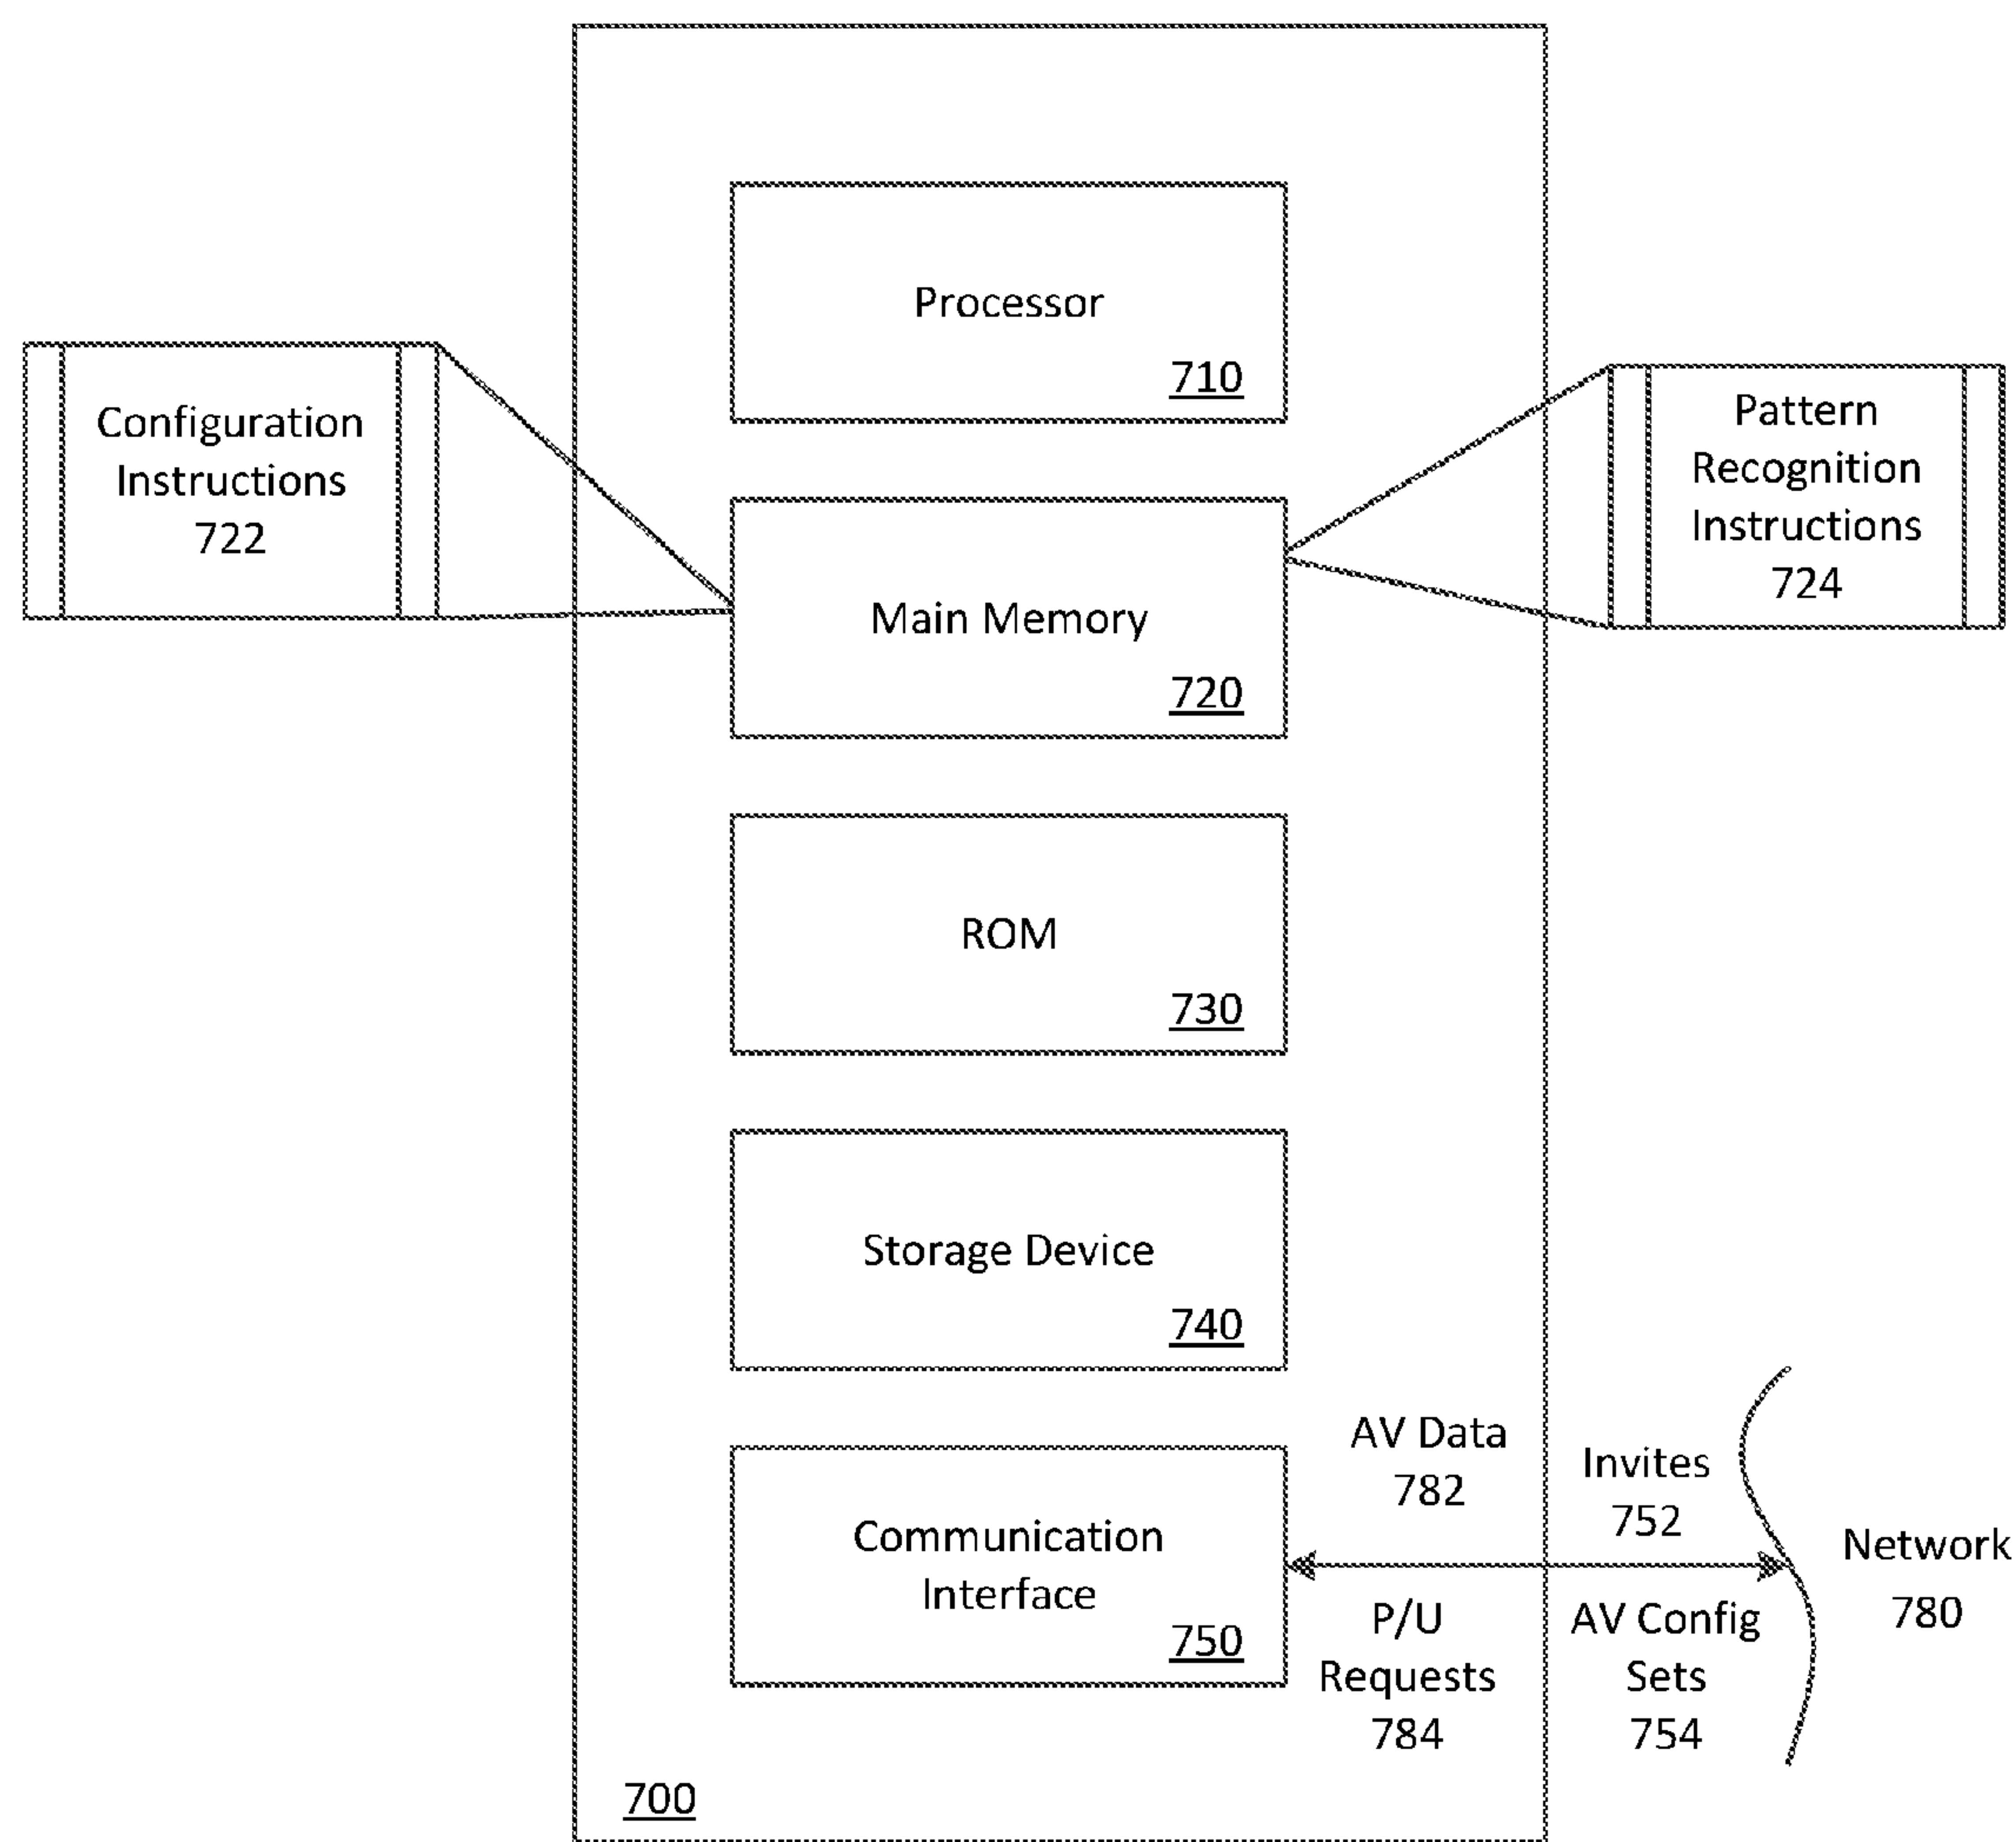 Processor
710
Configuration
Instructions
722
Pattern
Recognition
Instructions
724
Main Memory
720
ROM
730
Storage Device
740
Communication
Interface
750
AV Data
782
Invites
752
P/U
Requests
784
AV Config
Sets
754
Network
780
700